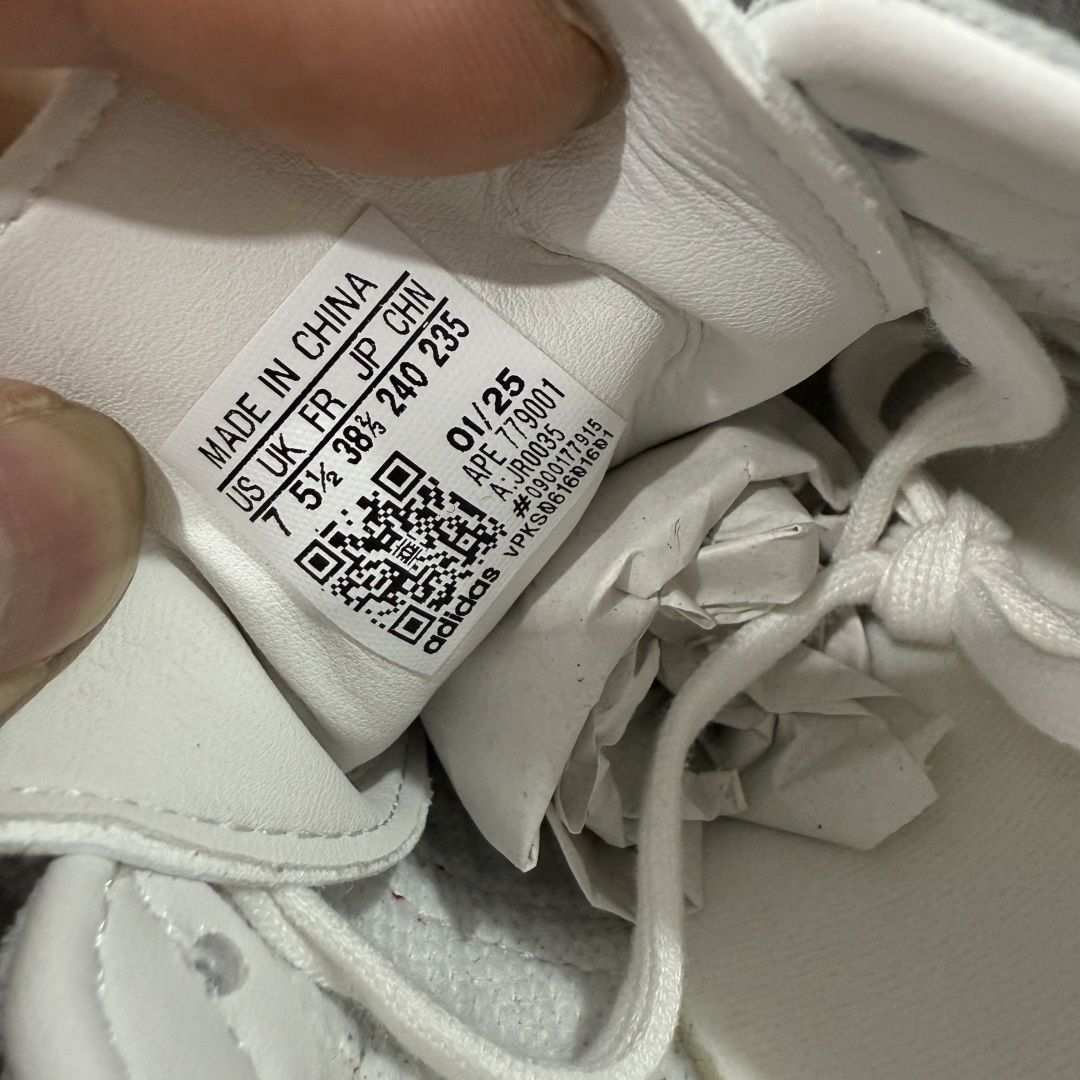 MADE IN CHINA
US UK FR JP CHN
7 5½ 38⅔ 240 235
01/25
APE 779001
A: JR0035
#0900177915
adidas